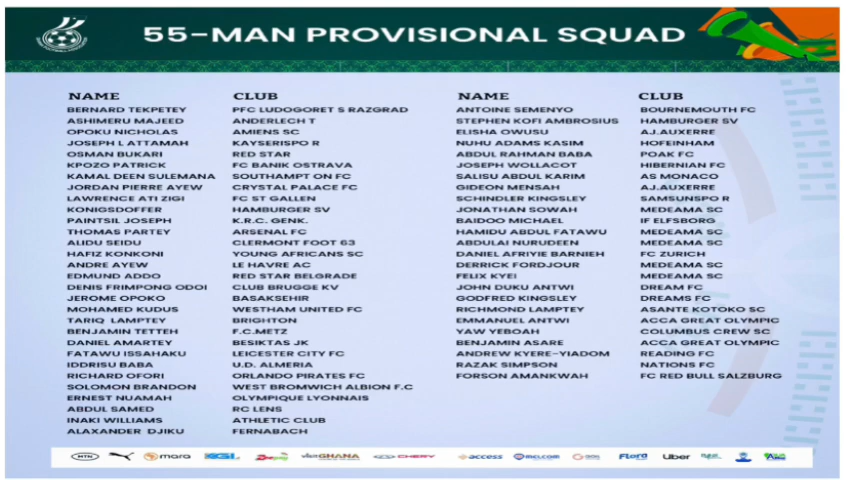 55-MAN PROVISIONAL SQUAD
NAME CLUB
BERNARD TEKPETEY PFC LUDOGORET S RAZGRAD
ASHIMERU MAJEED ANDERLECH T
OPOKU NICHOLAS AMIENS SC
JOSEPH L ATTAMAH KAYSERISPO R
OSMAN BUKARI RED STAR
KPOZO PATRICK FC BANIK OSTRAVA
KAMAL DEEN SULEMANA SOUTHAMPT ON FC
JORDAN PIERRE AYEW CRYSTAL PALACE FC
LAWRENCE ATI ZIGI FC ST GALLEN
KONIGSDOFFER HAMBURGER SV
PAINTSIL JOSEPH K.R.C. GENK.
THOMAS PARTEY ARSENAL FC
ALIDU SEIDU CLERMONT FOOT 63
HAFIZ KONKONI YOUNG AFRICANS SC
ANDRE AYEW LE HAVRE AC
EDMUND ADDO RED STAR BELGRADE
DENIS FRIMPONG ODOI CLUB BRUGGE KV
JEROME OPOKO BASAKSEHIR
MOHAMED KUDUS WESTHAM UNITED FC
TARIQ LAMPTEY BRIGHTON
BENJAMIN TETTEH F.C.METZ
DANIEL AMARTEY BESIKTAS JK
FATAWU ISSAHAKU LEICESTER CITY FC
IDDRISU BABA U.D. ALMERIA
RICHARD OFORI ORLANDO PIRATES FC
SOLOMON BRANDON WEST BROMWICH ALBION F.C
ERNEST NUAMAH OLYMPIQUE LYONNAIS
ABDUL SAMED RC LENS
INAKI WILLIAMS ATHLETIC CLUB
ALAXANDER DJIKU FERNABACH
NAME CLUB
ANTOINE SEMENYO BOURNEMOUTH FC
STEPHEN KOFI AMBROSIUS HAMBURGER SV
ELISHA OWUSU A.J.AUXERRE
NUHU ADAMS KASIM HOFEINHAM
ABDUL RAHMAN BABA POAK FC
JOSEPH WOLLACOT HIBERNIAN FC
SALISU ABDUL KARIM AS MONACO
GIDEON MENSAH A.J.AUXERRE
SCHINDLER KINGSLEY SAMSUNSPO R
JONATHAN SOWAH MEDEAMA SC
BAIDOO MICHAEL IF ELFSBORG
HAMIDU ABDUL FATAWU MEDEAMA SC
ABDULAI NURUDEEN MEDEAMA SC
DANIEL AFRIYIE BARNIEH FC ZURICH
DERRICK FORDJOUR MEDEAMA SC
FELIX KYEI MEDEAMA SC
JOHN DUKU ANTWI DREAM FC
GODFRED KINGSLEY DREAMS FC
RICHMOND LAMPTEY ASANTE KOTOKO SC
EMMANUEL ANTWI ACCA GREAT OLYMPIC
YAW YEBOAH COLUMBUS CREW SC
BENJAMIN ASARE ACCA GREAT OLYMPIC
ANDREW KYERE-YIADOM READING FC
RAZAK SIMPSON NATIONS FC
FORSON AMANKWAH FC RED BULL SALZBURG
MTN mara visit GHANA CHERY access MELCOM Flora Uber